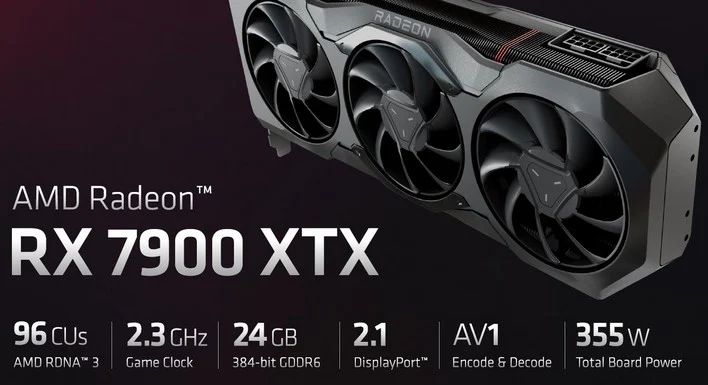 RADEON
AMD Radeon™
RX 7900 XTX
96 CUs
AMD RDNA™ 3
2.3 GHz
Game Clock
24 GB
384-bit GDDR6
2.1
DisplayPort™
AV1
Encode & Decode
355 W
Total Board Power